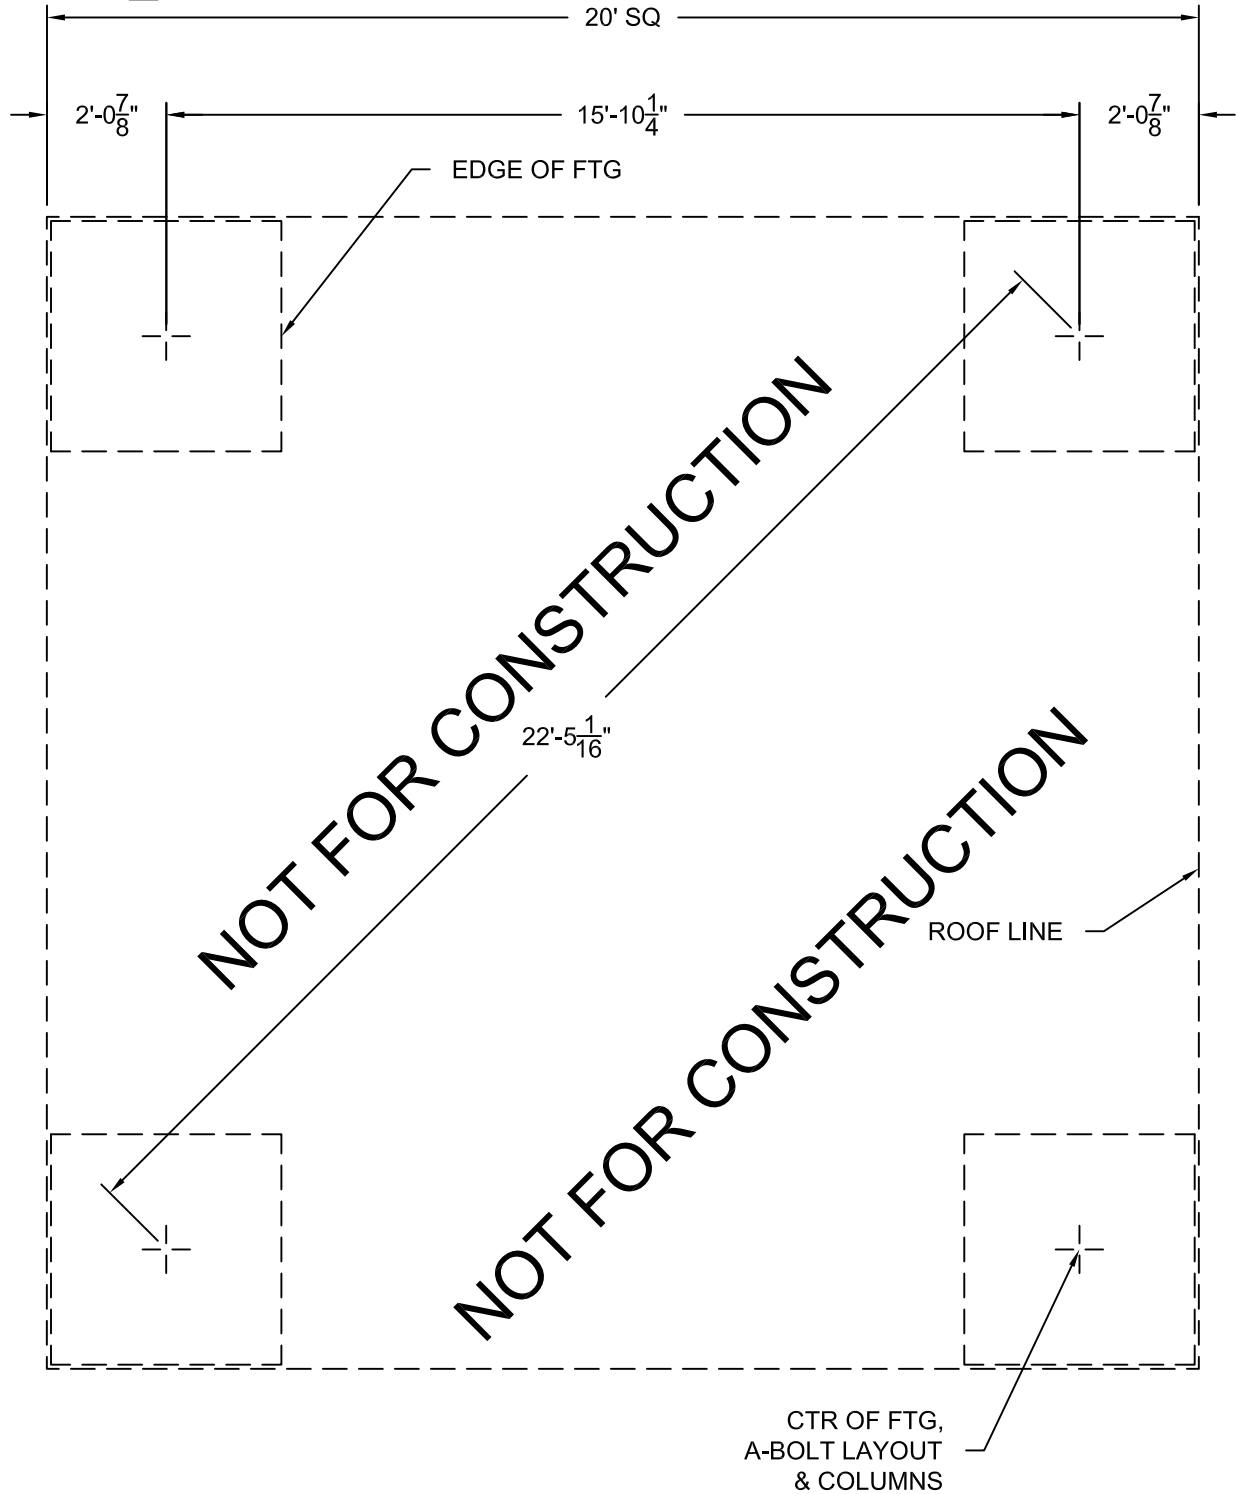 20' SQ
2'-0 7/8"
15'-10 1/4"
2'-0 7/8"
EDGE OF FTG
NOT FOR CONSTRUCTION
22'-5 1/16"
NOT FOR CONSTRUCTION
ROOF LINE
CTR OF FTG,
A-BOLT LAYOUT
& COLUMNS